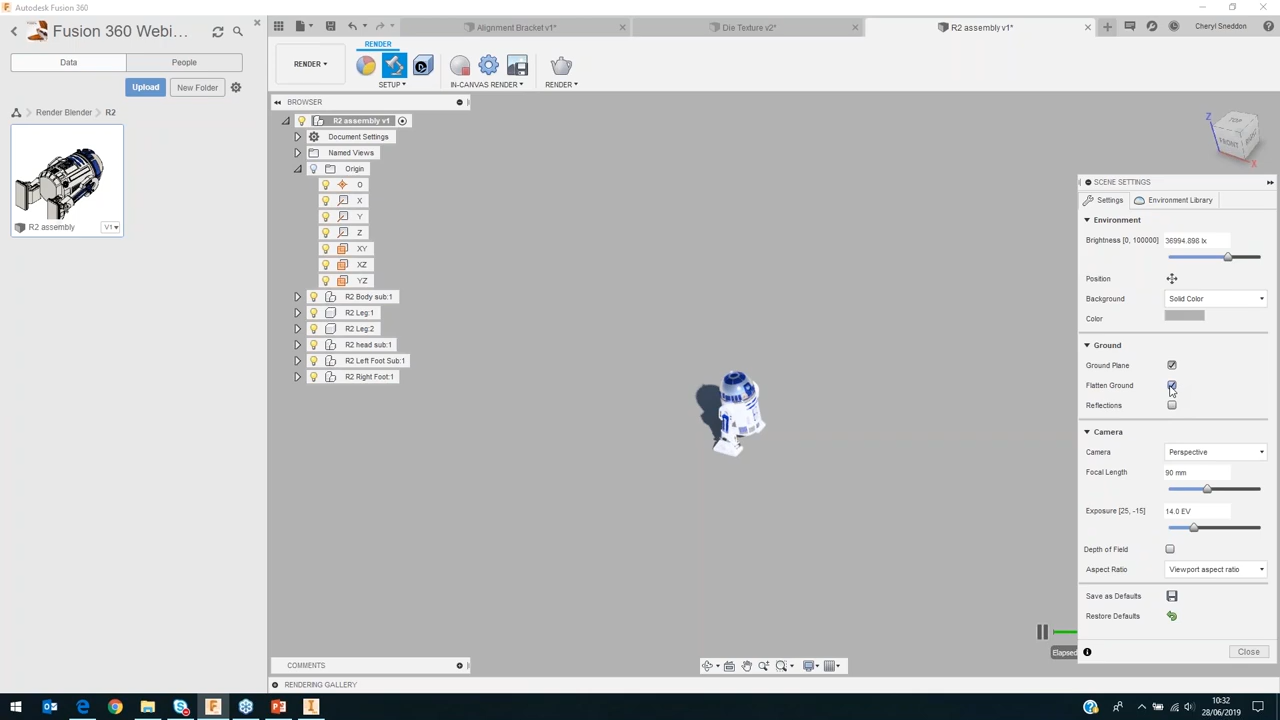 Autodesk Fusion 360
Fusion 360 Webi...
Data
People
Upload
New Folder
Render Blender
R2
R2 assembly
V1
Alignment Bracket v1*
Die Texture v2*
R2 assembly v1*
Cheryl Sneddon
RENDER
RENDER
SETUP
IN-CANVAS RENDER
RENDER
BROWSER
R2 assembly v1
Document Settings
Named Views
Origin
O
X
Y
Z
XY
XZ
YZ
R2 Body sub:1
R2 Leg:1
R2 Leg:2
R2 head sub:1
R2 Left Foot Sub:1
R2 Right Foot:1
Z
TOP
FRONT
X
SCENE SETTINGS
Settings
Environment Library
Environment
Brightness [0, 100000]
36994.898 lx
Position
Background
Solid Color
Color
Ground
Ground Plane
Flatten Ground
Reflections
Camera
Camera
Perspective
Focal Length
90 mm
Exposure [25, -15]
14.0 EV
Depth of Field
Aspect Ratio
Viewport aspect ratio
Save as Defaults
Restore Defaults
Elapsed
Close
COMMENTS
RENDERING GALLERY
10:32
28/06/2019